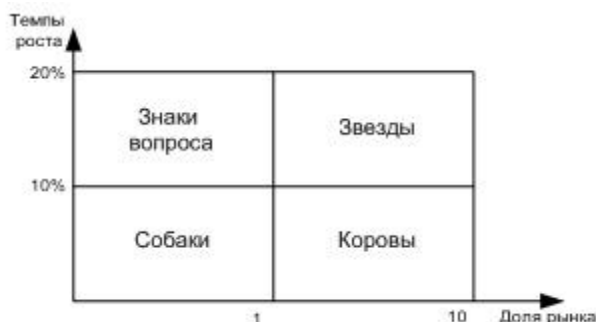 Темпы
роста
20%
Знаки
вопроса
Звезды
10%
Собаки
Коровы
1
10
Доля рынка